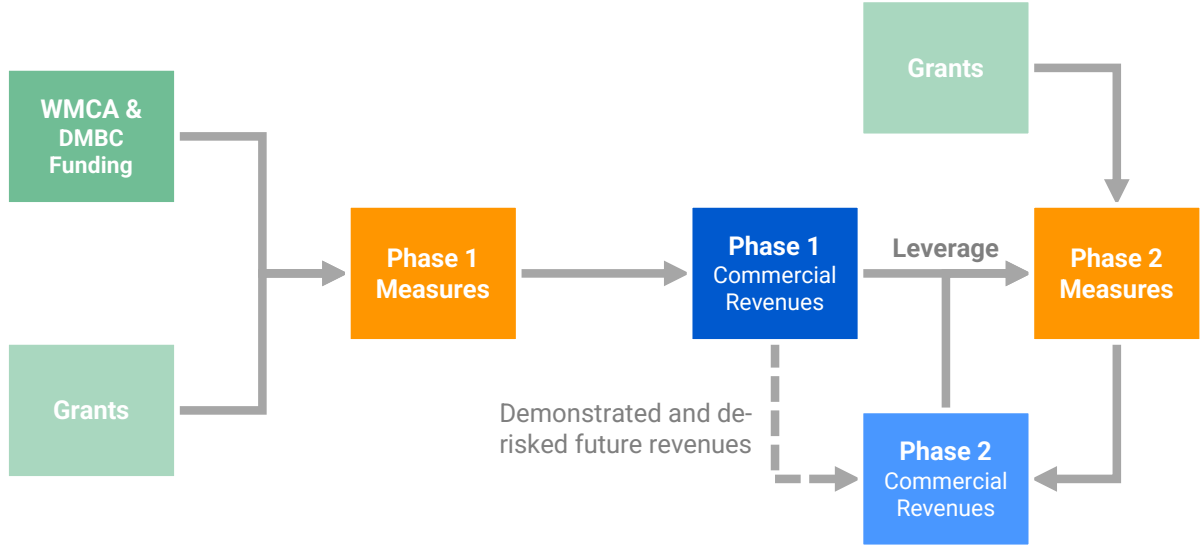 WMCA &
DMBC
Funding
Grants
Phase 1
Measures
Phase 1
Commercial
Revenues
Leverage
Grants
Phase 2
Measures
Demonstrated and de-
risked future revenues
Phase 2
Commercial
Revenues